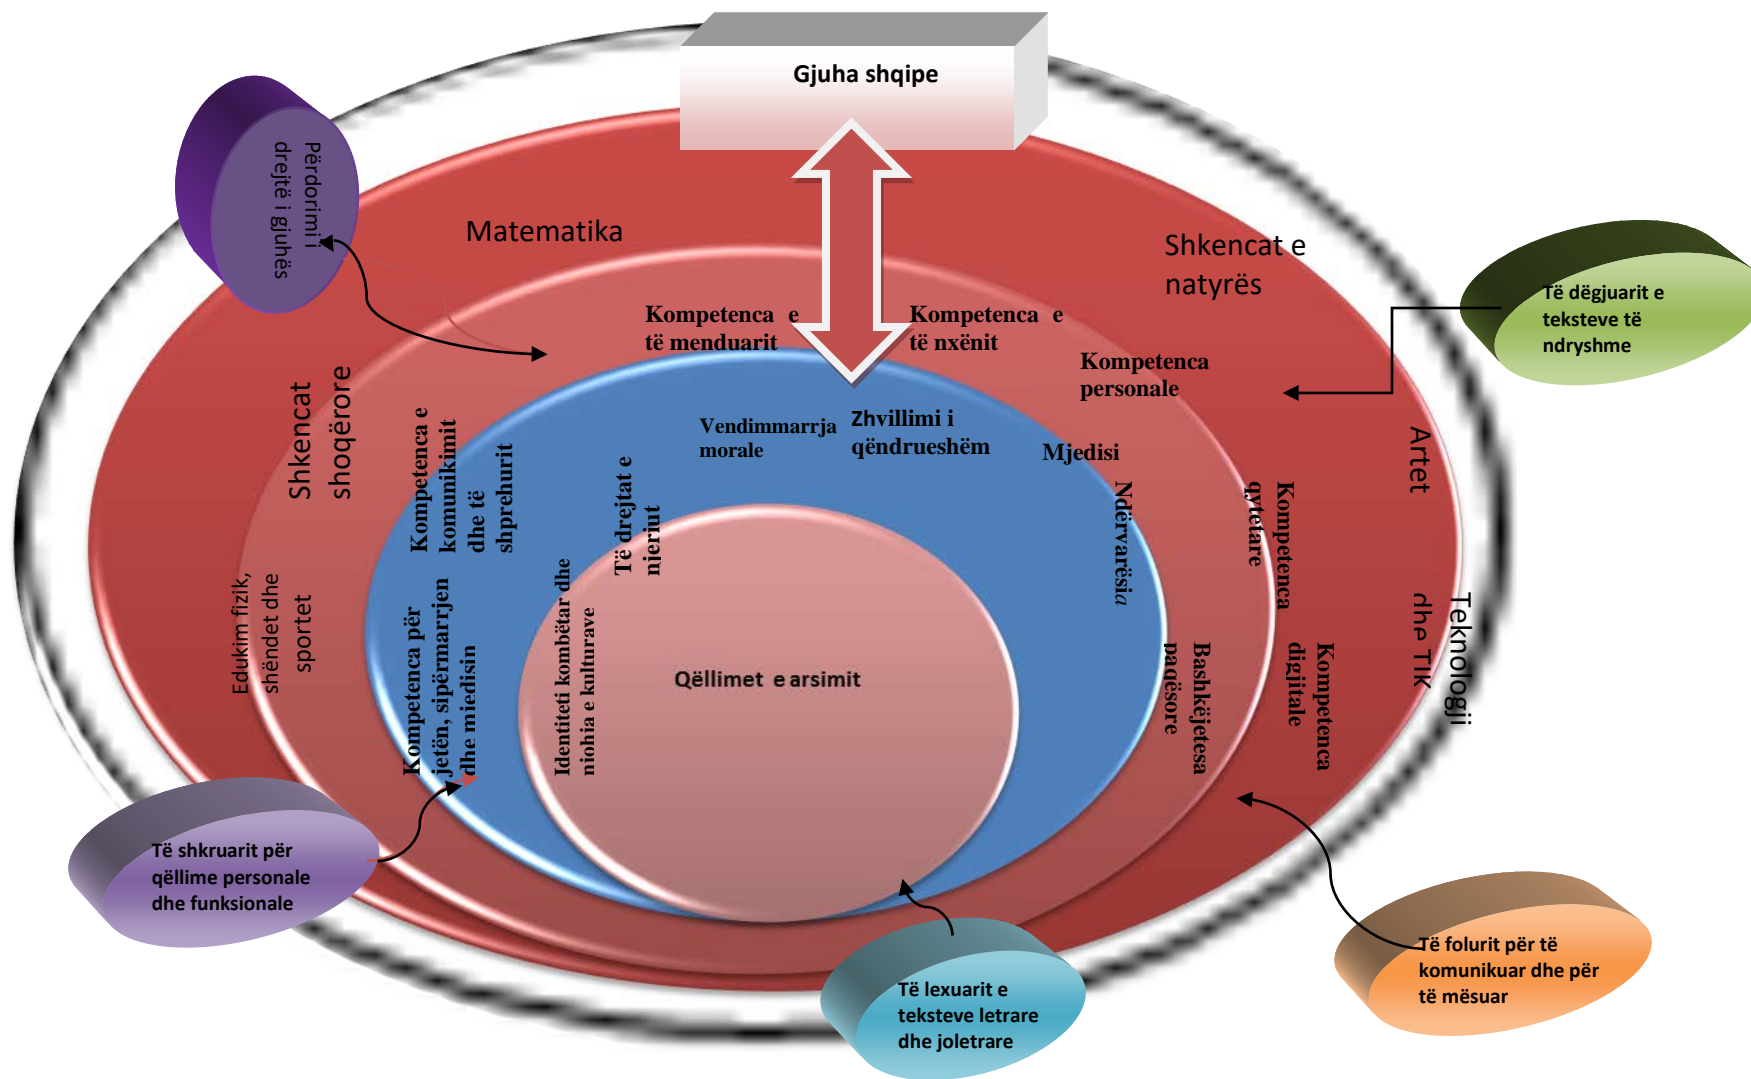 Gjuha shqipe
Përdorimi i
drejtë i gjuhës
Matematika
Shkencat e
natyrës
Të dëgjuarit e
teksteve të
ndryshme
Kompetenca e
të menduarit
Kompetenca e
të nxënit
Kompetenca
personale
Shkencat
shoqërore
Kompetenca e
komunikimit
dhe të
shprehurit
Vendimmarrja
morale
Zhvillimi i
qëndrueshëm
Mjedisi
Artet
Të drejtat e
njeriut
Ndërvarësia
Kompetenca
qytetare
Edukim fizik,
shëndet dhe
sportet
Kompetenca për
jetën, sipërmarrjen
dhe mjedisin
Identiteti kombëtar dhe
njohja e kulturave
Qëllimet e arsimit
Bashkëjetesa
paqësore
Kompetenca
digjitale
Teknologji
dhe TIK
Të shkruarit për
qëllime personale
dhe funksionale
Të lexuarit e
teksteve letrare
dhe joletrare
Të folurit për të
komunikuar dhe për
të mësuar